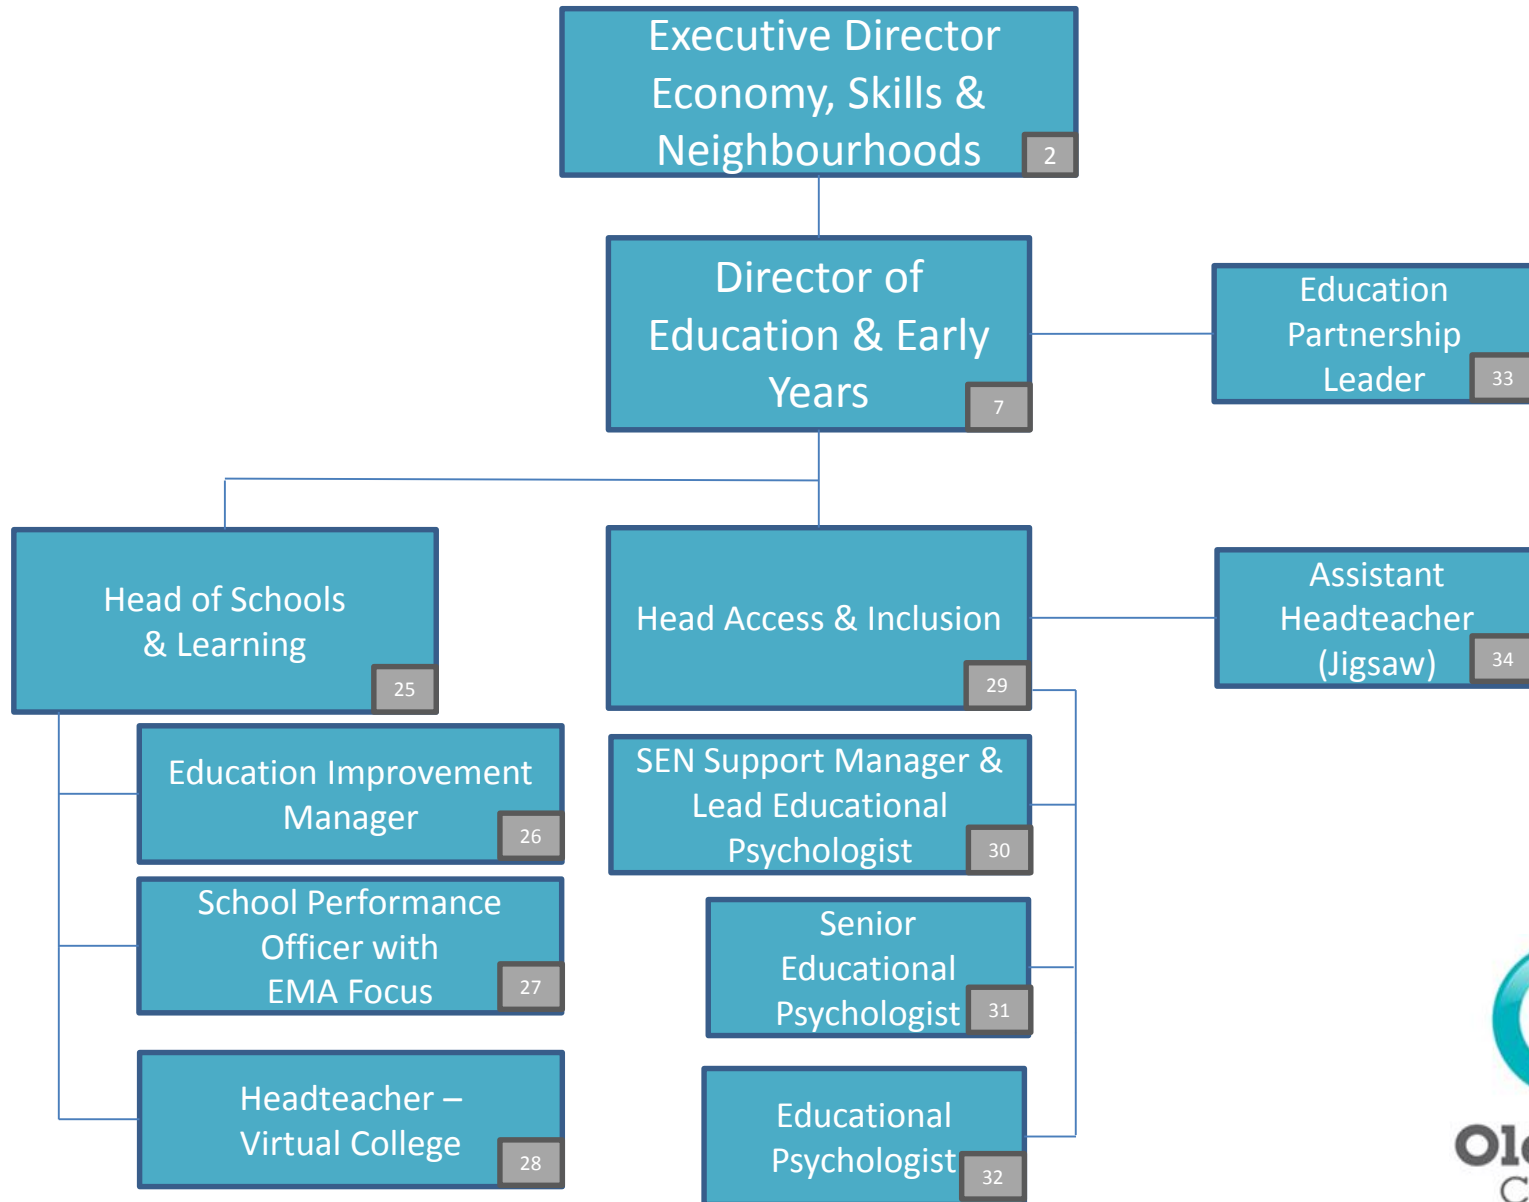 Executive Director
Economy, Skills &
Neighbourhoods
2
Director of
Education & Early
Years
7
Education
Partnership
Leader
33
Head of Schools
& Learning
25
Head Access & Inclusion
29
Assistant
Headteacher
(Jigsaw)
34
Education Improvement
Manager
26
SEN Support Manager &
Lead Educational
Psychologist
30
School Performance
Officer with
EMA Focus
27
Senior
Educational
Psychologist
31
Headteacher –
Virtual College
28
Educational
Psychologist
32